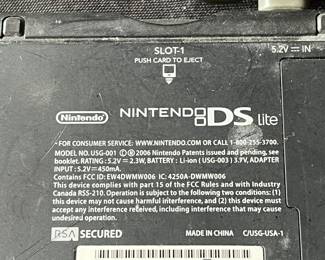 SLOT-1
PUSH CARD TO EJECT
5.2V ⎓ IN
Nintendo
NINTENDO DS lite
FOR CONSUMER SERVICE: WWW.NINTENDO.COM OR CALL 1-800-255-3700.
MODEL NO. USG-001 ⓒⓡ 2006 Nintendo Patents issued and pending, see
booklet. RATING: 5.2V ⎓ 2.3W, BATTERY : Li-ion ( USG-003 ) 3.7V, ADAPTER
INPUT : 5.2V ⎓ 450mA.
Contains FCC ID: EW4DWMW006 IC: 4250A-DWMW006
This device complies with part 15 of the FCC Rules and with Industry
Canada RSS-210. Operation is subject to the following two conditions: (1)
this device may not cause harmful interference, and (2) this device must
accept any interference received, including interference that may cause
undesired operation.
BSA SECURED
MADE IN CHINA C/USG-USA-1